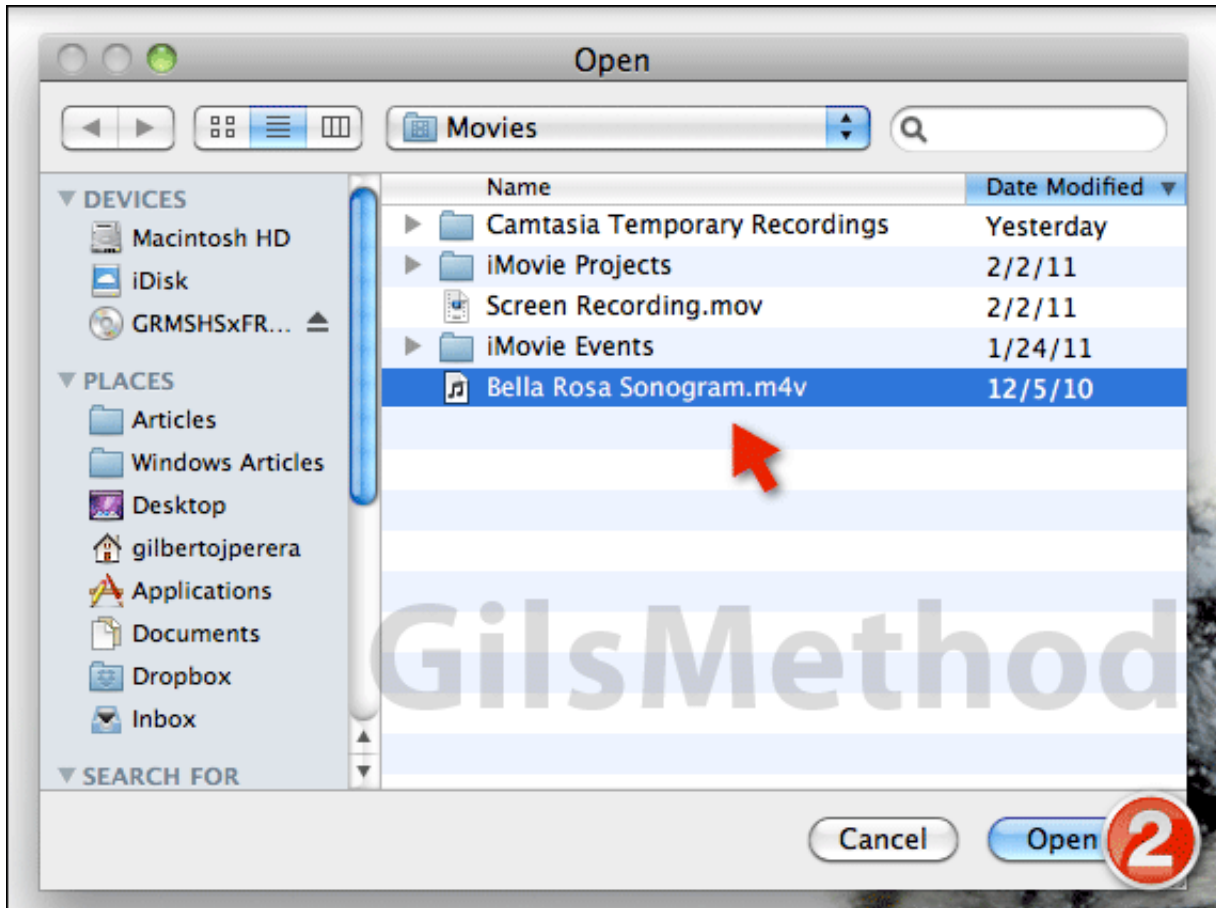 Open
Movies
DEVICES
Macintosh HD
iDisk
GRMSHSxFR...
PLACES
Articles
Windows Articles
Desktop
gilbertojperera
Applications
Documents
Dropbox
Inbox
SEARCH FOR
Name Date Modified
Camtasia Temporary Recordings Yesterday
iMovie Projects 2/2/11
Screen Recording.mov 2/2/11
iMovie Events 1/24/11
Bella Rosa Sonogram.m4v 12/5/10
GilsMethod
Cancel Open 2